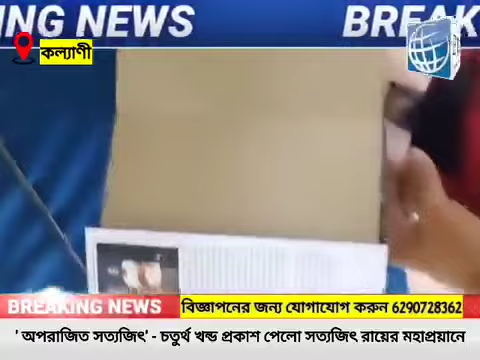 NG NEWS
BREAK
কল্যাণী
BREAKING NEWS
বিজ্ঞাপনের জন্য যোগাযোগ করুন 6290728362
' অপরাজিত সত্যজিৎ' - চতুর্থ খন্ড প্রকাশ পেলো সত্যজিৎ রায়ের মহাপ্রয়ানে